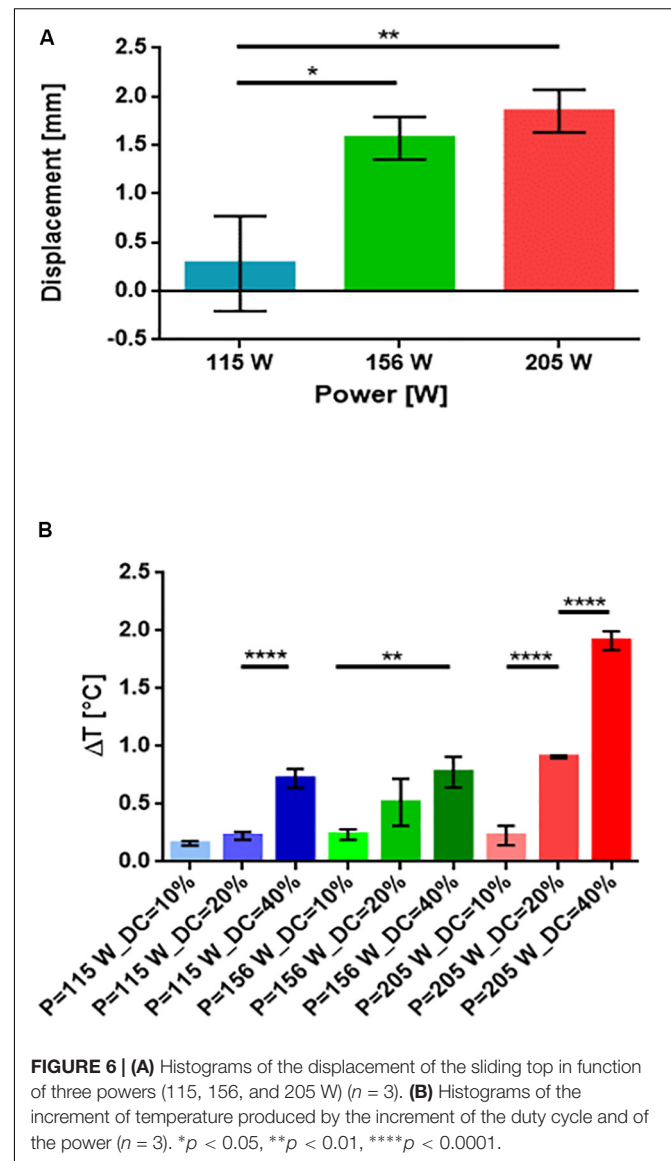 A
Displacement [mm]
2.5
2.0
1.5
1.0
0.5
0.0
-0.5
**
*
115 W
156 W
205 W
Power [W]
B
ΔT [°C]
2.5
2.0
1.5
1.0
0.5
0.0
****
**
****
****
P=115 W_DC=10%
P=115 W_DC=20%
P=115 W_DC=40%
P=156 W_DC=10%
P=156 W_DC=20%
P=156 W_DC=40%
P=205 W_DC=10%
P=205 W_DC=20%
P=205 W_DC=40%
FIGURE 6 | (A) Histograms of the displacement of the sliding top in function
of three powers (115, 156, and 205 W) (n = 3). (B) Histograms of the
increment of temperature produced by the increment of the duty cycle and of
the power (n = 3). *p < 0.05, **p < 0.01, ****p < 0.0001.